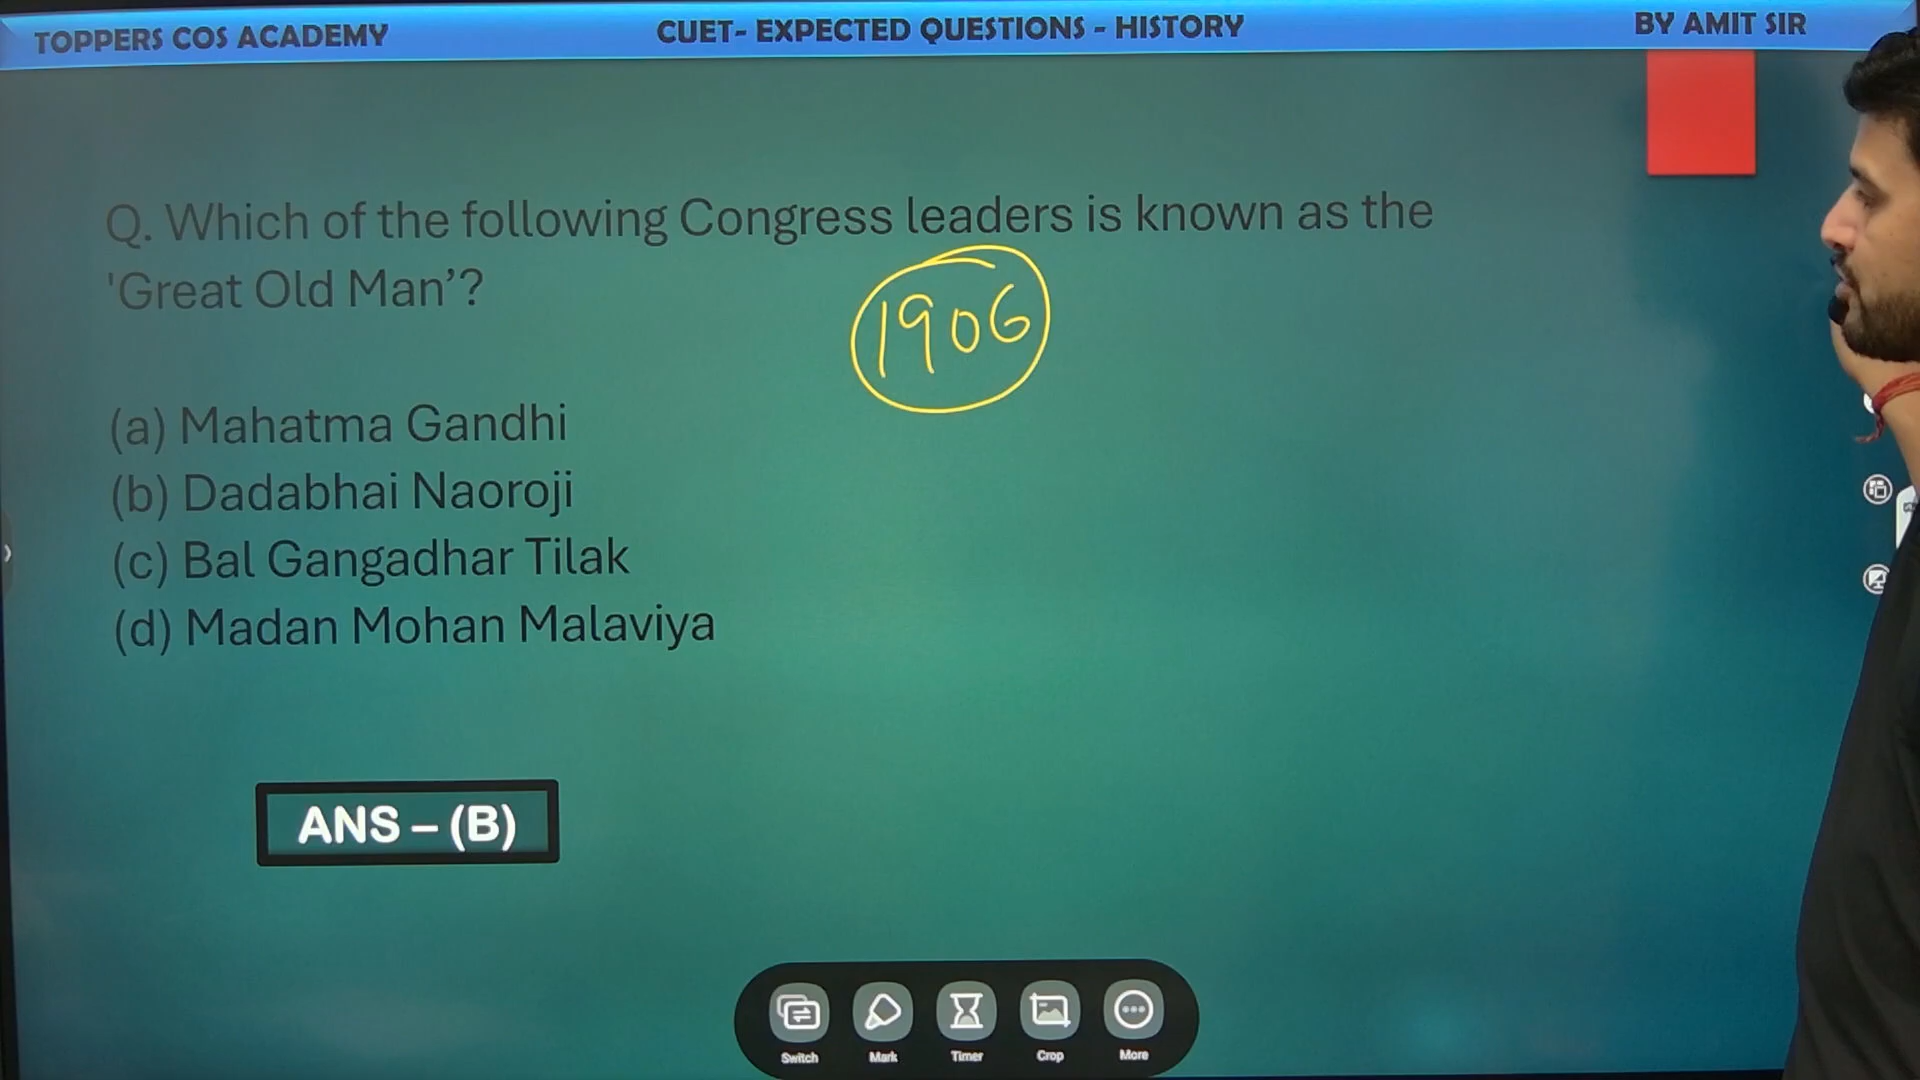 TOPPERS COS ACADEMY
CUET- EXPECTED QUESTIONS - HISTORY
BY AMIT SIR
Q. Which of the following Congress leaders is known as the
'Great Old Man’?
1906
(a) Mahatma Gandhi
(b) Dadabhai Naoroji
(c) Bal Gangadhar Tilak
(d) Madan Mohan Malaviya
ANS – (B)
Switch
Mark
Timer
Crop
More